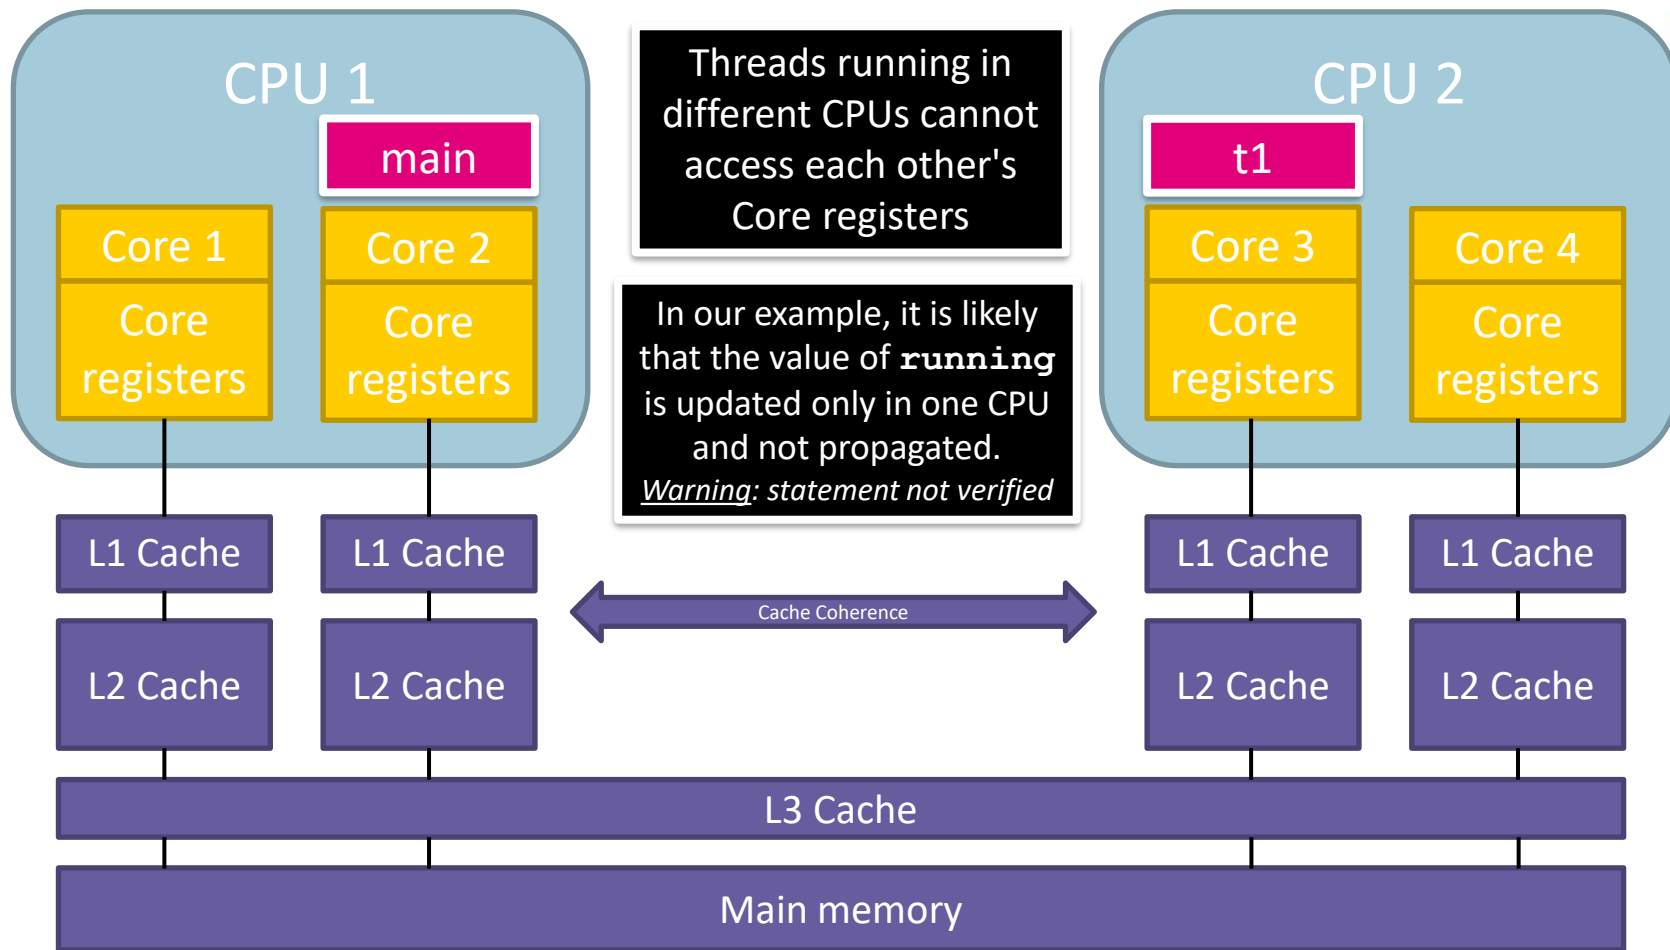 CPU 1
main
Core 1
Core
registers
Core 2
Core
registers
Threads running in
different CPUs cannot
access each other's
Core registers
In our example, it is likely
that the value of running
is updated only in one CPU
and not propagated.
Warning: statement not verified
CPU 2
t1
Core 3
Core
registers
Core 4
Core
registers
L1 Cache
L1 Cache
L1 Cache
L1 Cache
Cache Coherence
L2 Cache
L2 Cache
L2 Cache
L2 Cache
L3 Cache
Main memory